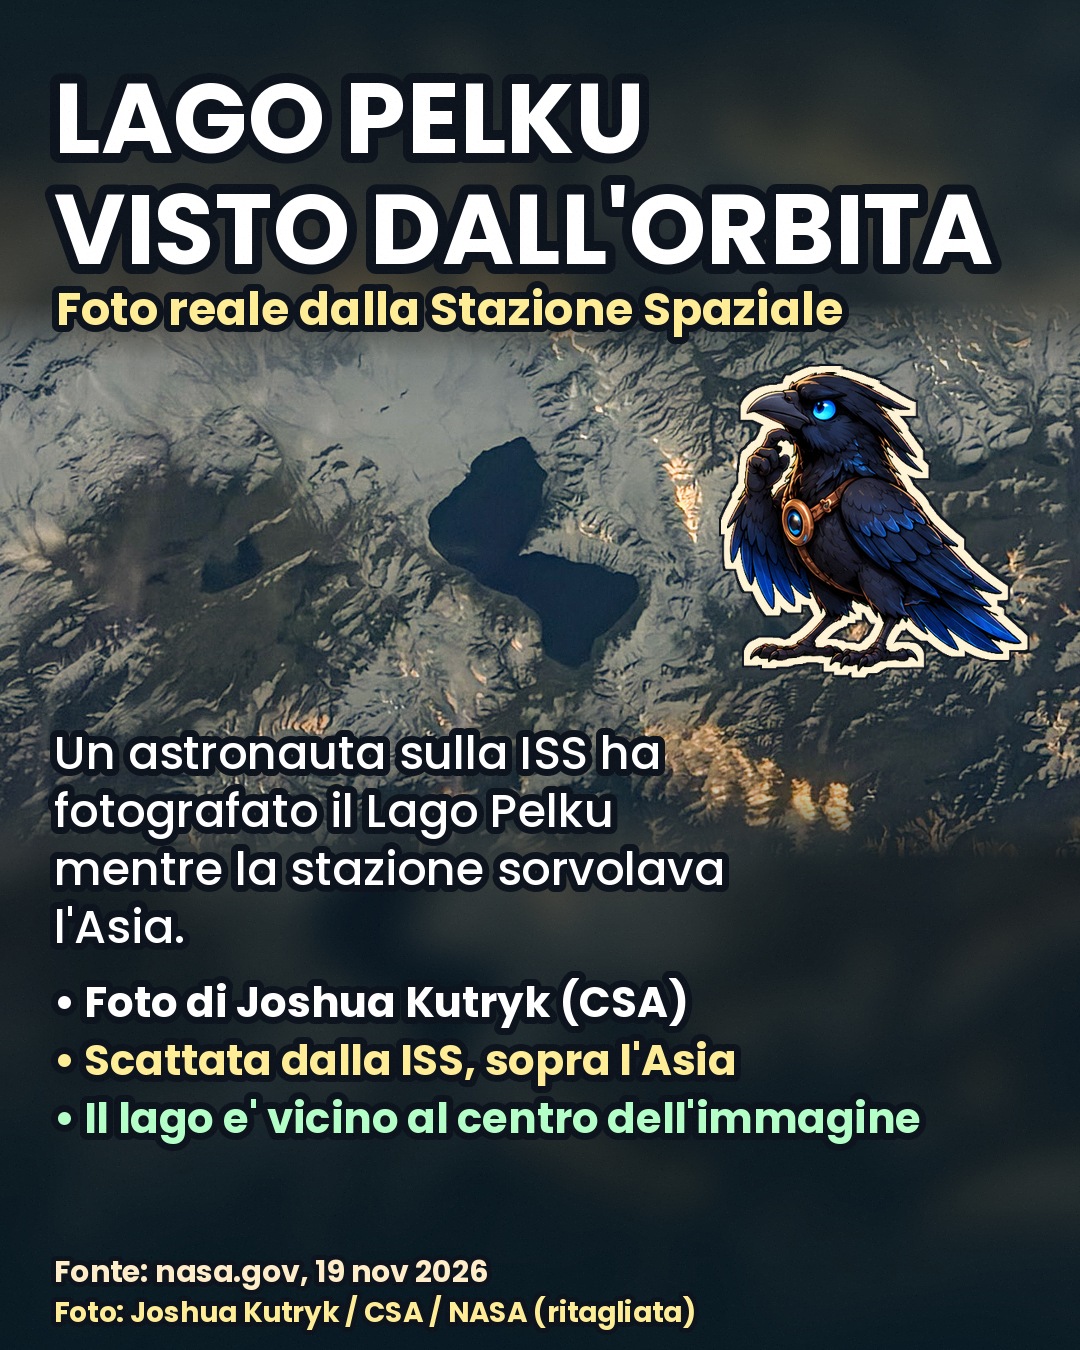 LAGO PELKU
VISTO DALL'ORBITA
Foto reale dalla Stazione Spaziale
Un astronauta sulla ISS ha
fotografato il Lago Pelku
mentre la stazione sorvolava
l'Asia.
• Foto di Joshua Kutryk (CSA)
• Scattata dalla ISS, sopra l'Asia
• Il lago e' vicino al centro dell'immagine
Fonte: nasa.gov, 19 nov 2026
Foto: Joshua Kutryk / CSA / NASA (ritagliata)